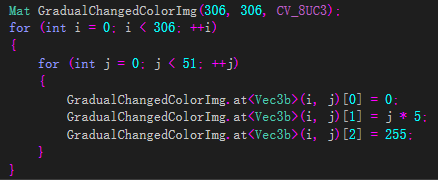 Mat GradualChangedColorImg(306, 306, CV_8UC3);
for (int i = 0; i < 306; ++i)
{
for (int j = 0; j < 51; ++j)
{
GradualChangedColorImg.at<Vec3b>(i, j)[0] = 0;
GradualChangedColorImg.at<Vec3b>(i, j)[1] = j * 5;
GradualChangedColorImg.at<Vec3b>(i, j)[2] = 255;
}
}